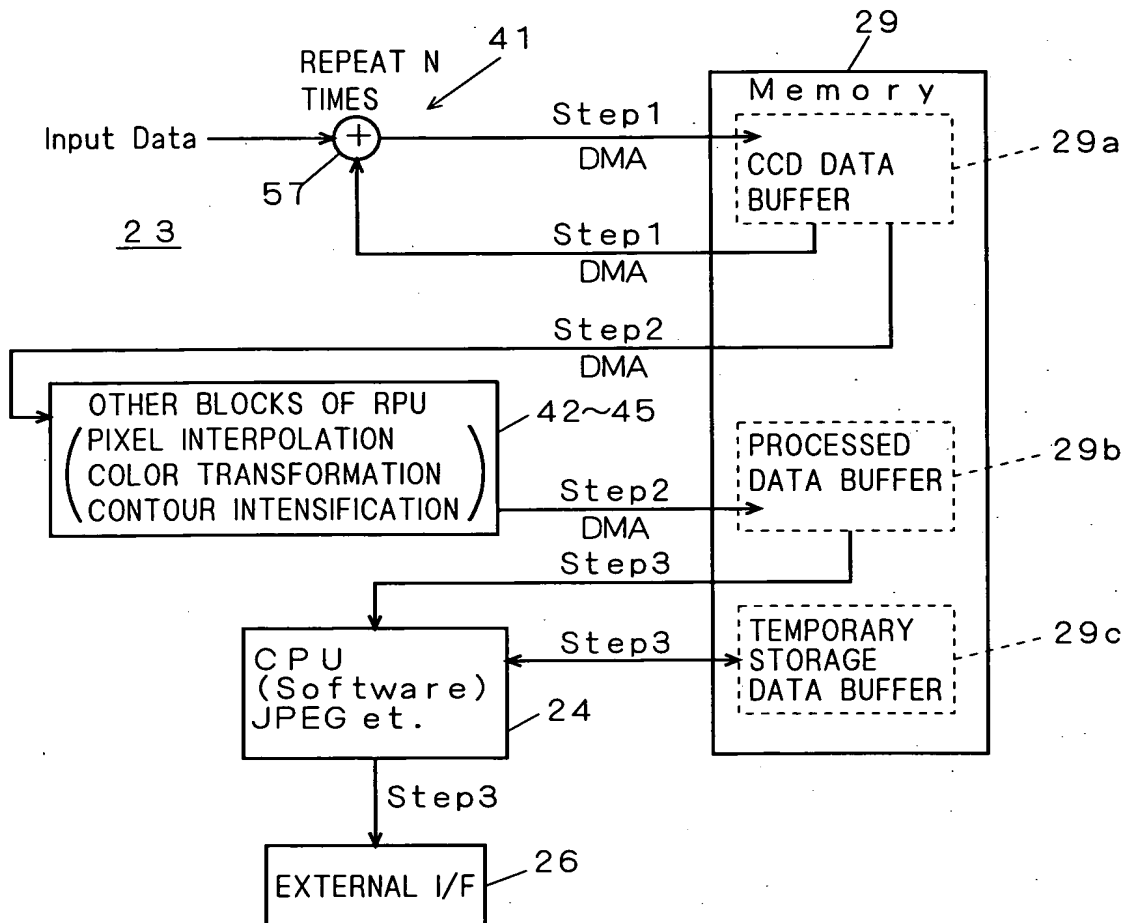 29
41
REPEAT N
TIMES
Memory
Input Data
+
Step1
DMA
CCD DATA
BUFFER
29a
57
23
Step1
DMA
Step2
DMA
OTHER BLOCKS OF RPU
(PIXEL INTERPOLATION
COLOR TRANSFORMATION
CONTOUR INTENSIFICATION)
42~45
PROCESSED
DATA BUFFER
29b
Step2
DMA
Step3
CPU
(Software)
JPEG et.
24
Step3
TEMPORARY
STORAGE
DATA BUFFER
29c
Step3
EXTERNAL I/F
26